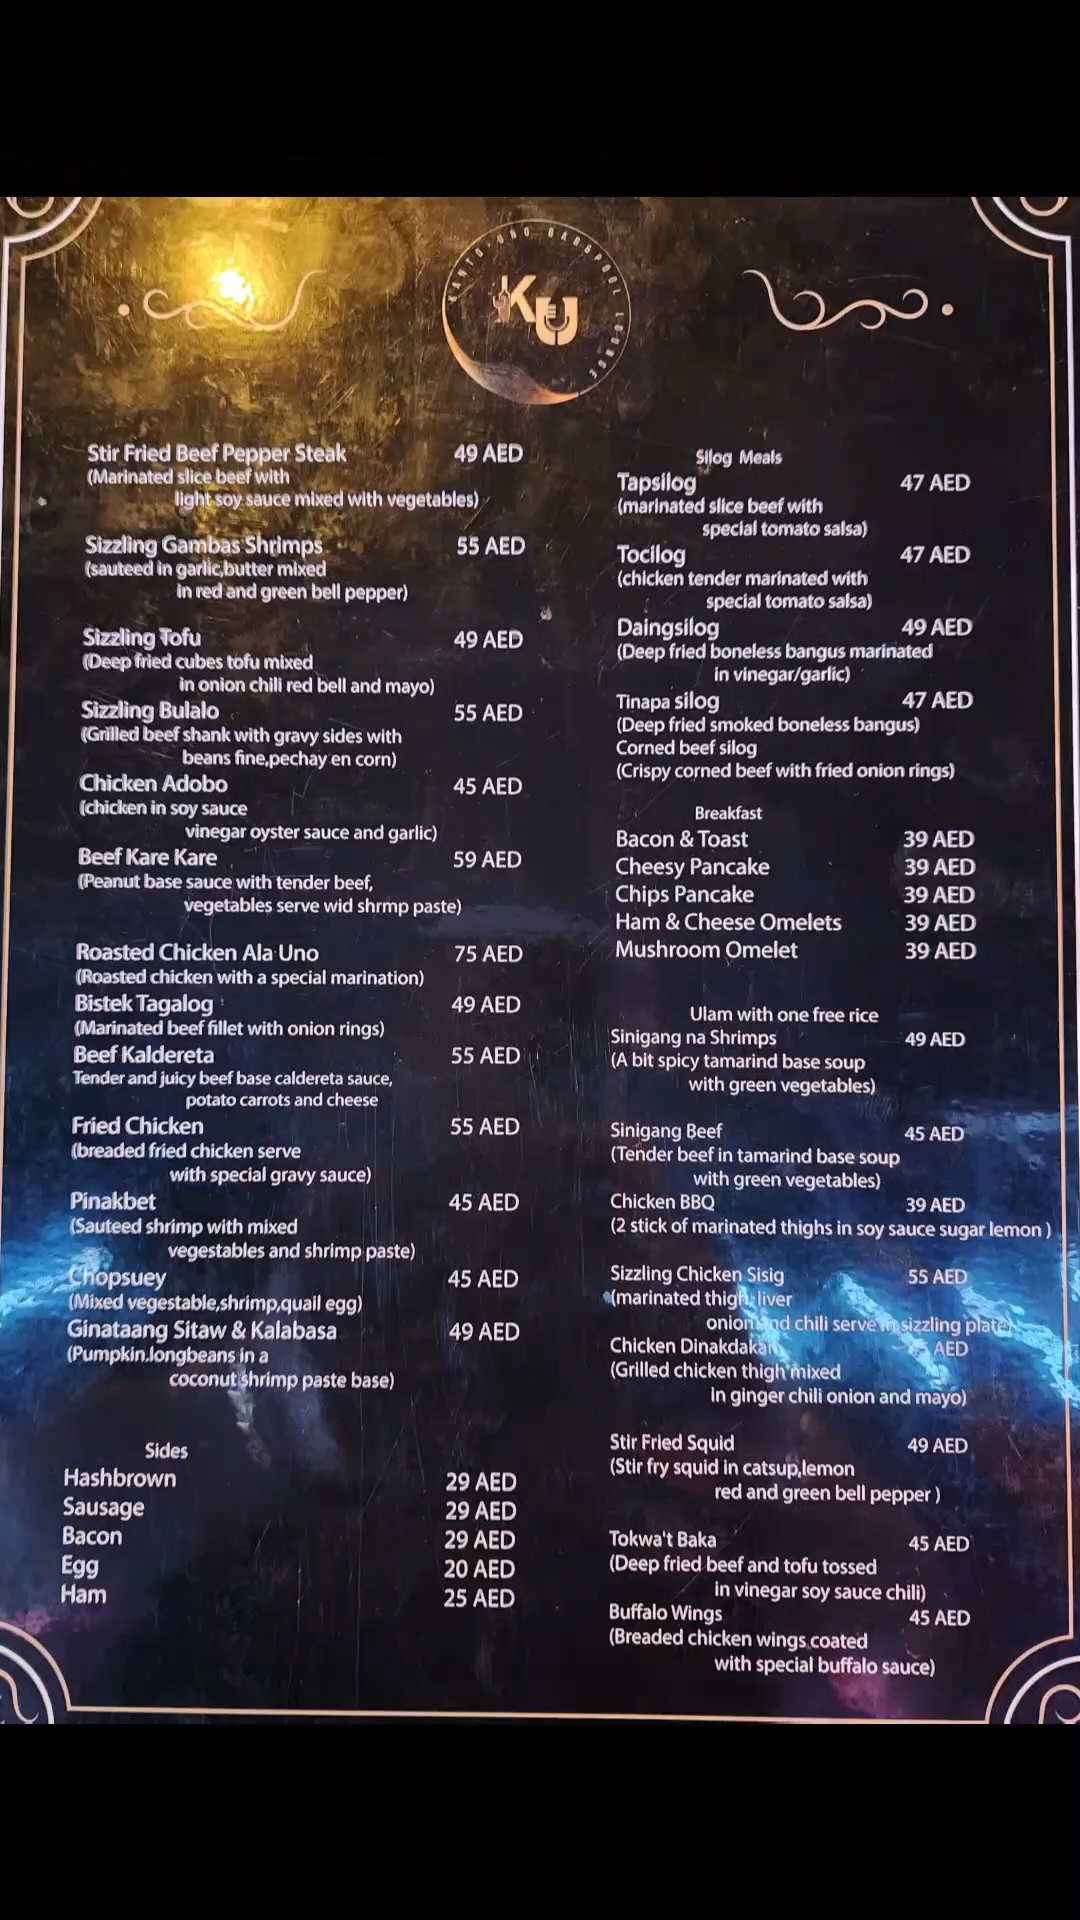 KANTO-UNO BAR&POOL LOUNGE
KU
Stir Fried Beef Pepper Steak 49 AED
(Marinated slice beef with
light soy sauce mixed with vegetables)
Sizzling Gambas Shrimps 55 AED
(sauteed in garlic,butter mixed
in red and green bell pepper)
Sizzling Tofu 49 AED
(Deep fried cubes tofu mixed
in onion chili red bell and mayo)
Sizzling Bulalo 55 AED
(Grilled beef shank with gravy sides with
beans fine,pechay en corn)
Chicken Adobo 45 AED
(chicken in soy sauce
vinegar oyster sauce and garlic)
Beef Kare Kare 59 AED
(Peanut base sauce with tender beef,
vegetables serve wid shrmp paste)
Roasted Chicken Ala Uno 75 AED
(Roasted chicken with a special marination)
Bistek Tagalog 49 AED
(Marinated beef fillet with onion rings)
Beef Kaldereta 55 AED
Tender and juicy beef base caldereta sauce,
potato carrots and cheese
Fried Chicken 55 AED
(breaded fried chicken serve
with special gravy sauce)
Pinakbet 45 AED
(Sauteed shrimp with mixed
vegestables and shrimp paste)
Chopsuey 45 AED
(Mixed vegestable,shrimp,quail egg)
Ginataang Sitaw & Kalabasa 49 AED
(Pumpkin.longbeans in a
coconut shrimp paste base)
Sides
Hashbrown 29 AED
Sausage 29 AED
Bacon 29 AED
Egg 20 AED
Ham 25 AED
Silog Meals
Tapsilog 47 AED
(marinated slice beef with
special tomato salsa)
Tocilog 47 AED
(chicken tender marinated with
special tomato salsa)
Daingsilog 49 AED
(Deep fried boneless bangus marinated
in vinegar/garlic)
Tinapa silog 47 AED
(Deep fried smoked boneless bangus)
Corned beef silog
(Crispy corned beef with fried onion rings)
Breakfast
Bacon & Toast 39 AED
Cheesy Pancake 39 AED
Chips Pancake 39 AED
Ham & Cheese Omelets 39 AED
Mushroom Omelet 39 AED
Ulam with one free rice
Sinigang na Shrimps 49 AED
(A bit spicy tamarind base soup
with green vegetables)
Sinigang Beef 45 AED
(Tender beef in tamarind base soup
with green vegetables)
Chicken BBQ 39 AED
(2 stick of marinated thighs in soy sauce sugar lemon )
Sizzling Chicken Sisig 55 AED
(marinated thigh, liver
onion and chili serve in sizzling plate)
Chicken Dinakdakan AED
(Grilled chicken thigh mixed
in ginger chili onion and mayo)
Stir Fried Squid 49 AED
(Stir fry squid in catsup,lemon
red and green bell pepper )
Tokwa't Baka 45 AED
(Deep fried beef and tofu tossed
in vinegar soy sauce chili)
Buffalo Wings 45 AED
(Breaded chicken wings coated
with special buffalo sauce)